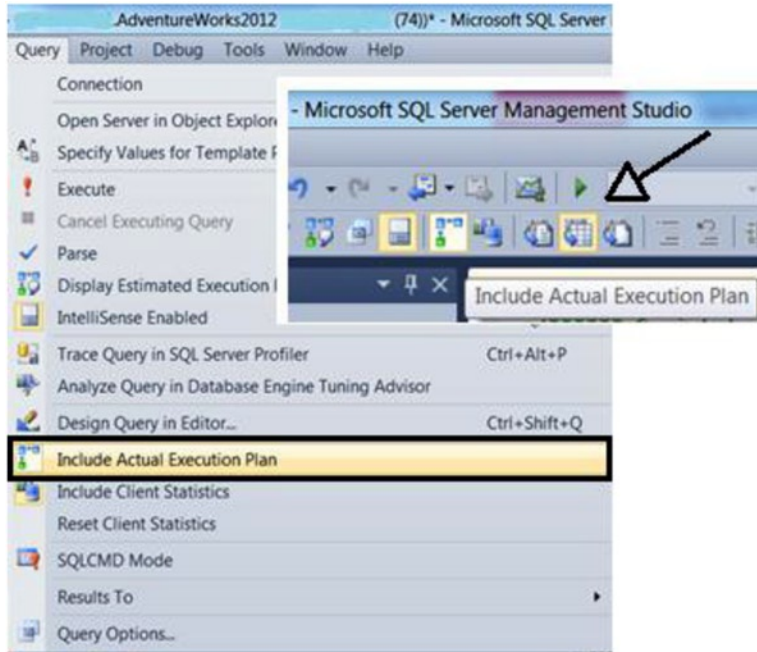 .AdventureWorks2012 (74))* - Microsoft SQL Server
Query Project Debug Tools Window Help
Connection
Open Server in Object Explor
Specify Values for Template
Execute
Cancel Executing Query
Parse
Display Estimated Execution
IntelliSense Enabled
Trace Query in SQL Server Profiler Ctrl+Alt+P
Analyze Query in Database Engine Tuning Advisor
Design Query in Editor... Ctrl+Shift+Q
Include Actual Execution Plan
Include Client Statistics
Reset Client Statistics
SQLCMD Mode
Results To
Query Options...
- Microsoft SQL Server Management Studio
Include Actual Execution Plan